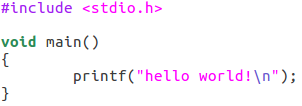 #include <stdio.h>

void main()
{
        printf("hello world!\n");
}